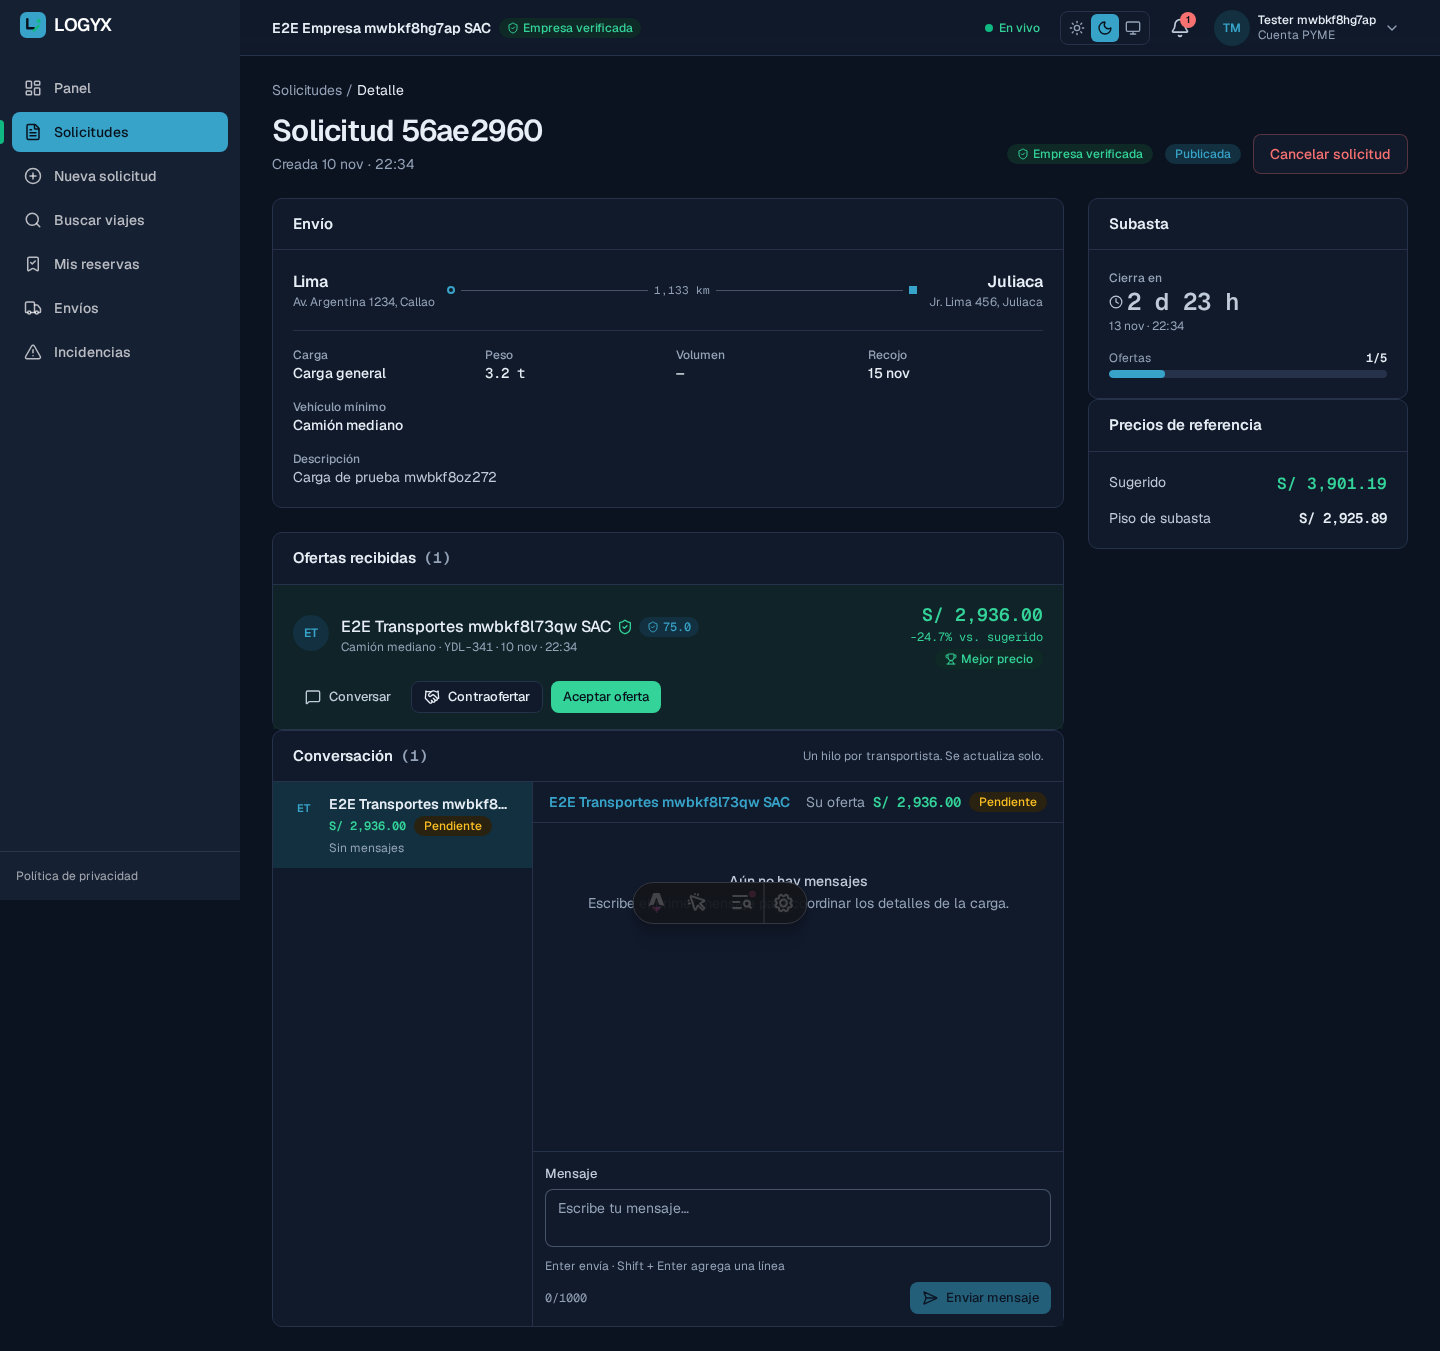 LOGYX
E2E Empresa mwbkf8hg7ap SAC Empresa verificada
En vivo
1
TM
Tester mwbkf8hg7ap
Cuenta PYME
Panel
Solicitudes
Nueva solicitud
Buscar viajes
Mis reservas
Envíos
Incidencias
Política de privacidad
Solicitudes / Detalle
Solicitud 56ae2960
Creada 10 nov · 22:34
Empresa verificada
Publicada
Cancelar solicitud
Envío
Lima
Av. Argentina 1234, Callao
1,133 km
Juliaca
Jr. Lima 456, Juliaca
Carga
Carga general
Peso
3.2 t
Volumen
—
Recojo
15 nov
Vehículo mínimo
Camión mediano
Descripción
Carga de prueba mwbkf8oz272
Subasta
Cierra en
2 d 23 h
13 nov · 22:34
Ofertas 1/5
Precios de referencia
Sugerido S/ 3,901.19
Piso de subasta S/ 2,925.89
Ofertas recibidas (1)
ET
E2E Transportes mwbkf8l73qw SAC 75.0
Camión mediano · YDL-341 · 10 nov · 22:34
S/ 2,936.00
-24.7% vs. sugerido
Mejor precio
Conversar
Contraofertar
Aceptar oferta
Conversación (1)
Un hilo por transportista. Se actualiza solo.
ET
E2E Transportes mwbkf8...
S/ 2,936.00 Pendiente
Sin mensajes
E2E Transportes mwbkf8l73qw SAC Su oferta S/ 2,936.00 Pendiente
Aún no hay mensajes
Escribe ordinar los detalles de la carga.
Mensaje
Escribe tu mensaje...
Enter envía · Shift + Enter agrega una línea
0/1000
Enviar mensaje